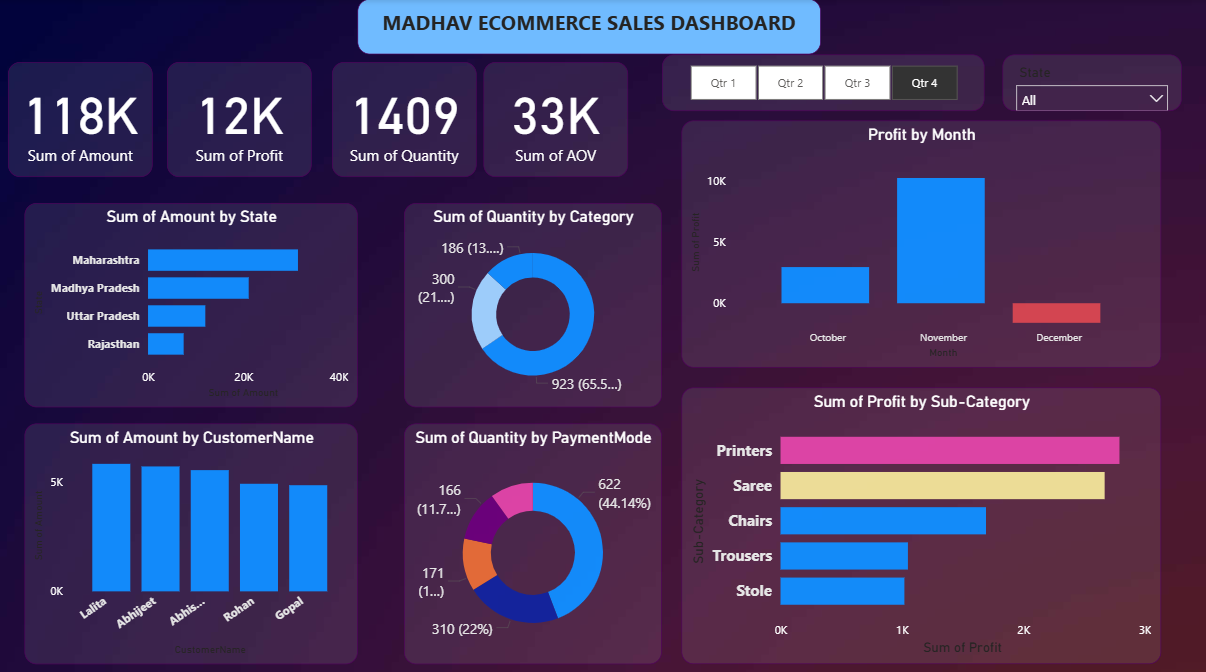 MADHAV ECOMMERCE SALES DASHBOARD
118K
Sum of Amount
12K
Sum of Profit
1409
Sum of Quantity
33K
Sum of AOV
Qtr 1
Qtr 2
Qtr 3
Qtr 4
State
All
Sum of Amount by State
Maharashtra
Madhya Pradesh
Uttar Pradesh
Rajasthan
0K
20K
40K
Sum of Amount
Sum of Quantity by Category
186 (13....)
300
(21....)
923 (65.5...)
Profit by Month
Sum of Profit
10K
5K
0K
October
November
December
Month
Sum of Amount by CustomerName
Sum of Amount
5K
0K
Lalita
Abhijeet
Abhis...
Rohan
Gopal
CustomerName
Sum of Quantity by PaymentMode
622
(44.14%)
166
(11.7...)
171
(1...)
310 (22%)
Sum of Profit by Sub-Category
Sub-Category
Printers
Saree
Chairs
Trousers
Stole
0K
1K
2K
3K
Sum of Profit